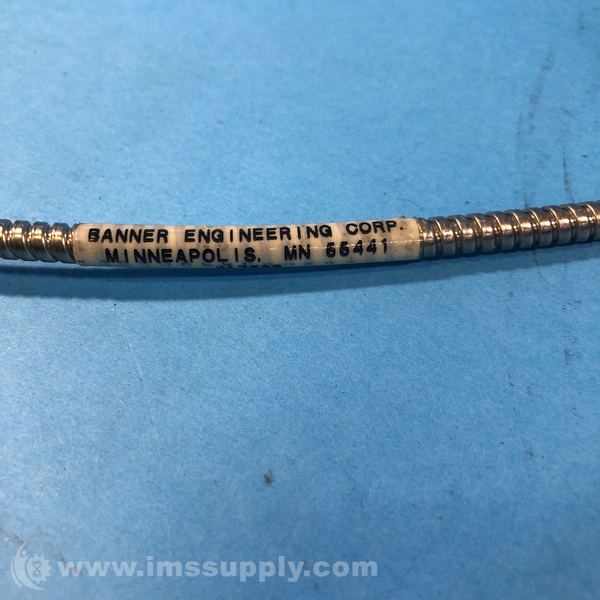 BANNER ENGINEERING CORP.
MINNEAPOLIS, MN 55441
www.imssupply.com